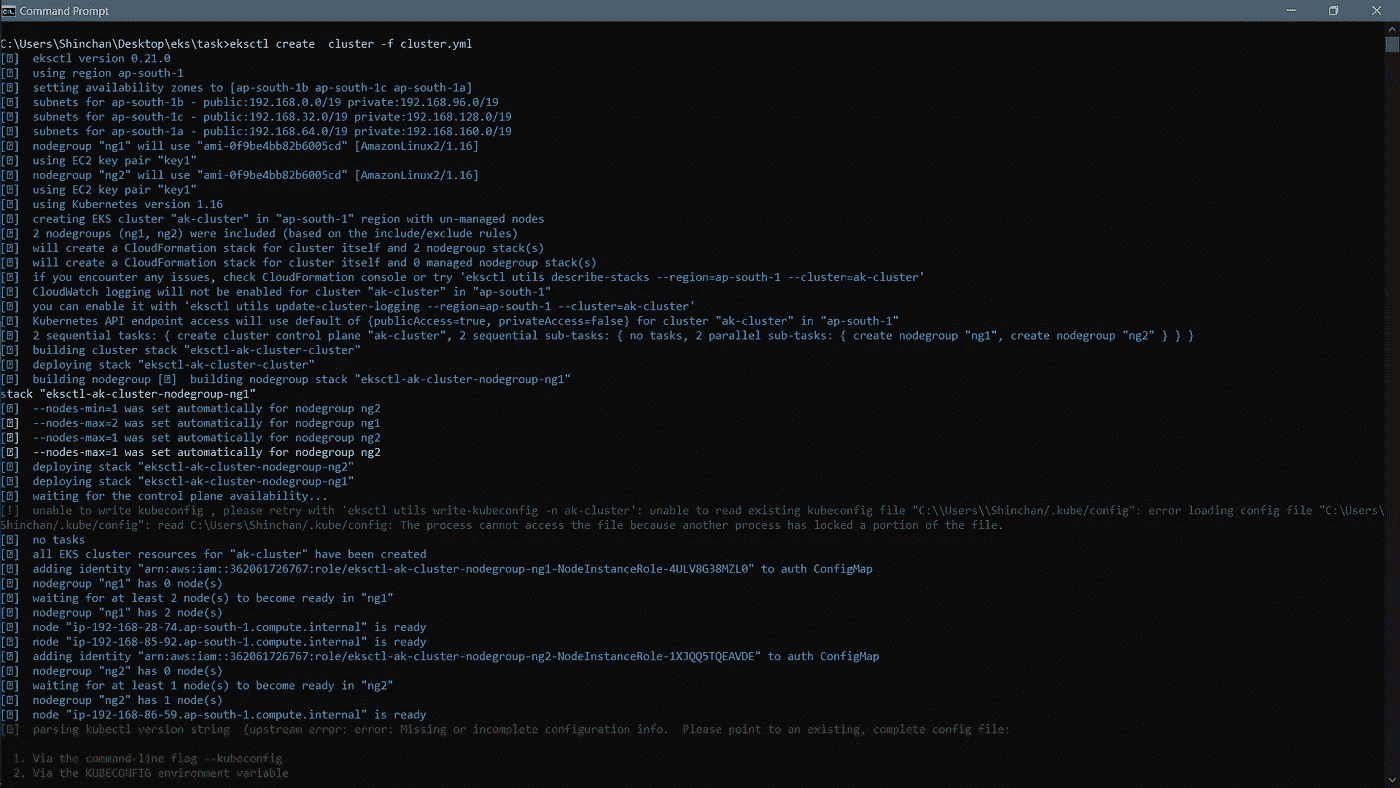 Command Prompt
C:\Users\Shinchan\Desktop\eks\task>eksctl create  cluster -f cluster.yml
[?]  eksctl version 0.21.0
[?]  using region ap-south-1
[?]  setting availability zones to [ap-south-1b ap-south-1c ap-south-1a]
[?]  subnets for ap-south-1b - public:192.168.0.0/19 private:192.168.96.0/19
[?]  subnets for ap-south-1c - public:192.168.32.0/19 private:192.168.128.0/19
[?]  subnets for ap-south-1a - public:192.168.64.0/19 private:192.168.160.0/19
[?]  nodegroup "ng1" will use "ami-0f9be4bb82b6005cd" [AmazonLinux2/1.16]
[?]  using EC2 key pair "key1"
[?]  nodegroup "ng2" will use "ami-0f9be4bb82b6005cd" [AmazonLinux2/1.16]
[?]  using EC2 key pair "key1"
[?]  using Kubernetes version 1.16
[?]  creating EKS cluster "ak-cluster" in "ap-south-1" region with un-managed nodes
[?]  2 nodegroups (ng1, ng2) were included (based on the include/exclude rules)
[?]  will create a CloudFormation stack for cluster itself and 2 nodegroup stack(s)
[?]  will create a CloudFormation stack for cluster itself and 0 managed nodegroup stack(s)
[?]  if you encounter any issues, check CloudFormation console or try 'eksctl utils describe-stacks --region=ap-south-1 --cluster=ak-cluster'
[?]  CloudWatch logging will not be enabled for cluster "ak-cluster" in "ap-south-1"
[?]  you can enable it with 'eksctl utils update-cluster-logging --region=ap-south-1 --cluster=ak-cluster'
[?]  Kubernetes API endpoint access will use default of {publicAccess=true, privateAccess=false} for cluster "ak-cluster" in "ap-south-1"
[?]  2 sequential tasks: { create cluster control plane "ak-cluster", 2 sequential sub-tasks: { no tasks, 2 parallel sub-tasks: { create nodegroup "ng1", create nodegroup "ng2" } } }
[?]  building cluster stack "eksctl-ak-cluster-cluster"
[?]  deploying stack "eksctl-ak-cluster-cluster"
[?]  building nodegroup [?]  building nodegroup stack "eksctl-ak-cluster-nodegroup-ng1"
stack "eksctl-ak-cluster-nodegroup-ng1"
[?]  --nodes-min=1 was set automatically for nodegroup ng2
[?]  --nodes-max=2 was set automatically for nodegroup ng1
[?]  --nodes-max=1 was set automatically for nodegroup ng2
[?]  --nodes-max=1 was set automatically for nodegroup ng2
[?]  deploying stack "eksctl-ak-cluster-nodegroup-ng2"
[?]  deploying stack "eksctl-ak-cluster-nodegroup-ng1"
[?]  waiting for the control plane availability...
[!]  unable to write kubeconfig , please retry with 'eksctl utils write-kubeconfig -n ak-cluster': unable to read existing kubeconfig file "C:\\Users\\Shinchan/.kube/config": error loading config file "C:\Users\
Shinchan/.kube/config": read C:\Users\Shinchan/.kube/config: The process cannot access the file because another process has locked a portion of the file.
[?]  no tasks
[?]  all EKS cluster resources for "ak-cluster" have been created
[?]  adding identity "arn:aws:iam::362061726767:role/eksctl-ak-cluster-nodegroup-ng1-NodeInstanceRole-4ULV8G38MZL0" to auth ConfigMap
[?]  nodegroup "ng1" has 0 node(s)
[?]  waiting for at least 2 node(s) to become ready in "ng1"
[?]  nodegroup "ng1" has 2 node(s)
[?]  node "ip-192-168-28-74.ap-south-1.compute.internal" is ready
[?]  node "ip-192-168-85-92.ap-south-1.compute.internal" is ready
[?]  adding identity "arn:aws:iam::362061726767:role/eksctl-ak-cluster-nodegroup-ng2-NodeInstanceRole-1XJQQ5TQEAVDE" to auth ConfigMap
[?]  nodegroup "ng2" has 0 node(s)
[?]  waiting for at least 1 node(s) to become ready in "ng2"
[?]  nodegroup "ng2" has 1 node(s)
[?]  node "ip-192-168-86-59.ap-south-1.compute.internal" is ready
[?]  parsing kubectl version string  (upstream error: error: Missing or incomplete configuration info.  Please point to an existing, complete config file:
1. Via the command-line flag --kubeconfig
2. Via the KUBECONFIG environment variable